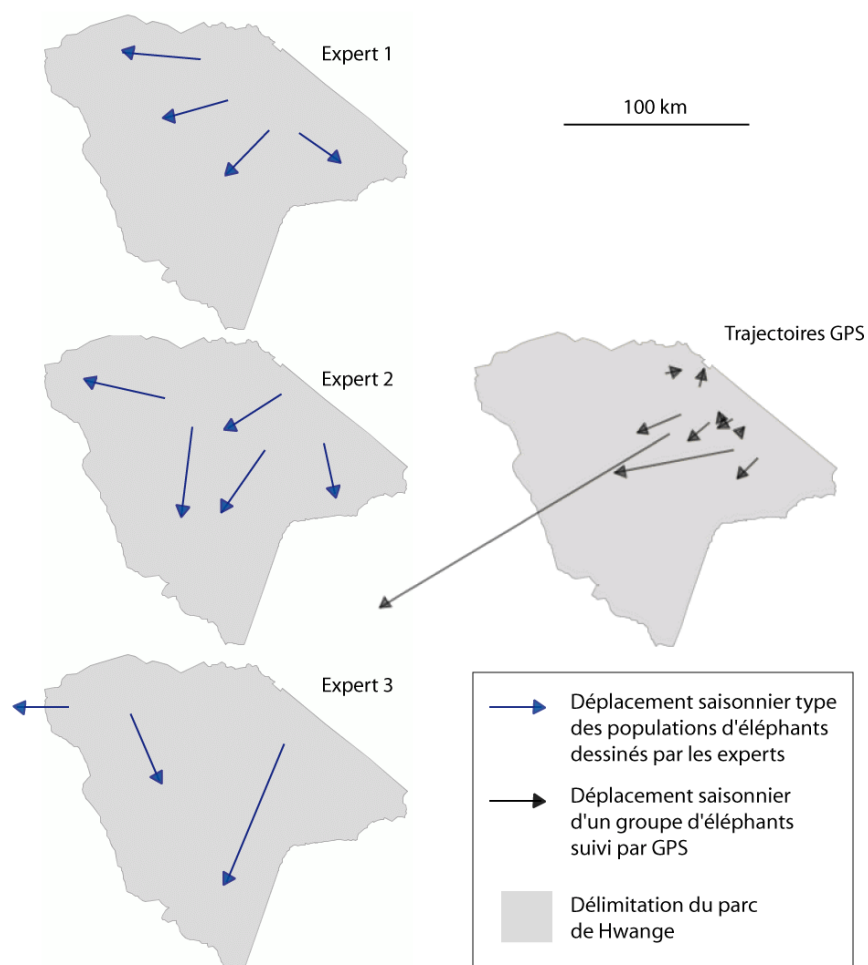 Expert 1
100 km
Expert 2
Trajectoires GPS
Expert 3
Déplacement saisonnier type
des populations d'éléphants
dessinés par les experts
Déplacement saisonnier
d'un groupe d'éléphants
suivi par GPS
Délimitation du parc
de Hwange